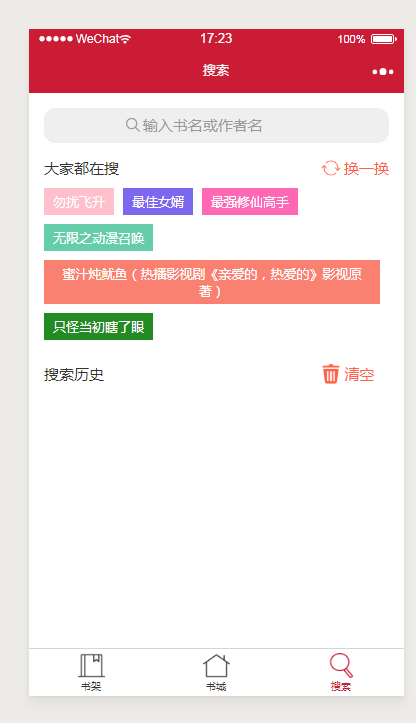 ●●●●● WeChat 17:23 100%
搜索
输入书名或作者名
大家都在搜 换一换
勿扰飞升 最佳女婿 最强修仙高手
无限之动漫召唤
蜜汁炖鱿鱼（热播影视剧《亲爱的，热爱的》影视原
著）
只怪当初瞎了眼
搜索历史 清空
书架 书城 搜索